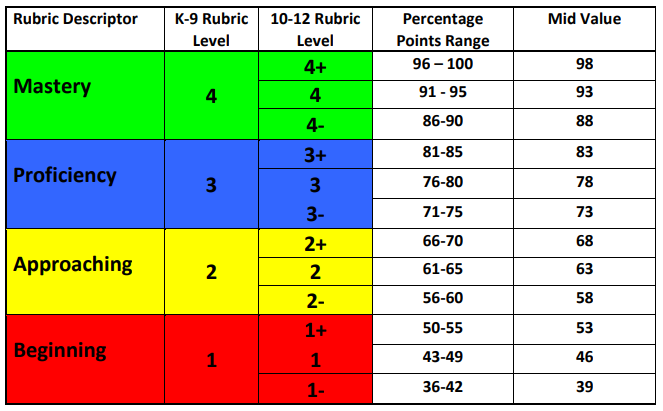 Rubric Descriptor K-9 Rubric Level 10-12 Rubric Level Percentage Points Range Mid Value
Mastery 4 4+ 96 – 100 98
4 91 - 95 93
4- 86-90 88
Proficiency 3 3+ 81-85 83
3 76-80 78
3- 71-75 73
Approaching 2 2+ 66-70 68
2 61-65 63
2- 56-60 58
Beginning 1 1+ 50-55 53
1 43-49 46
1- 36-42 39